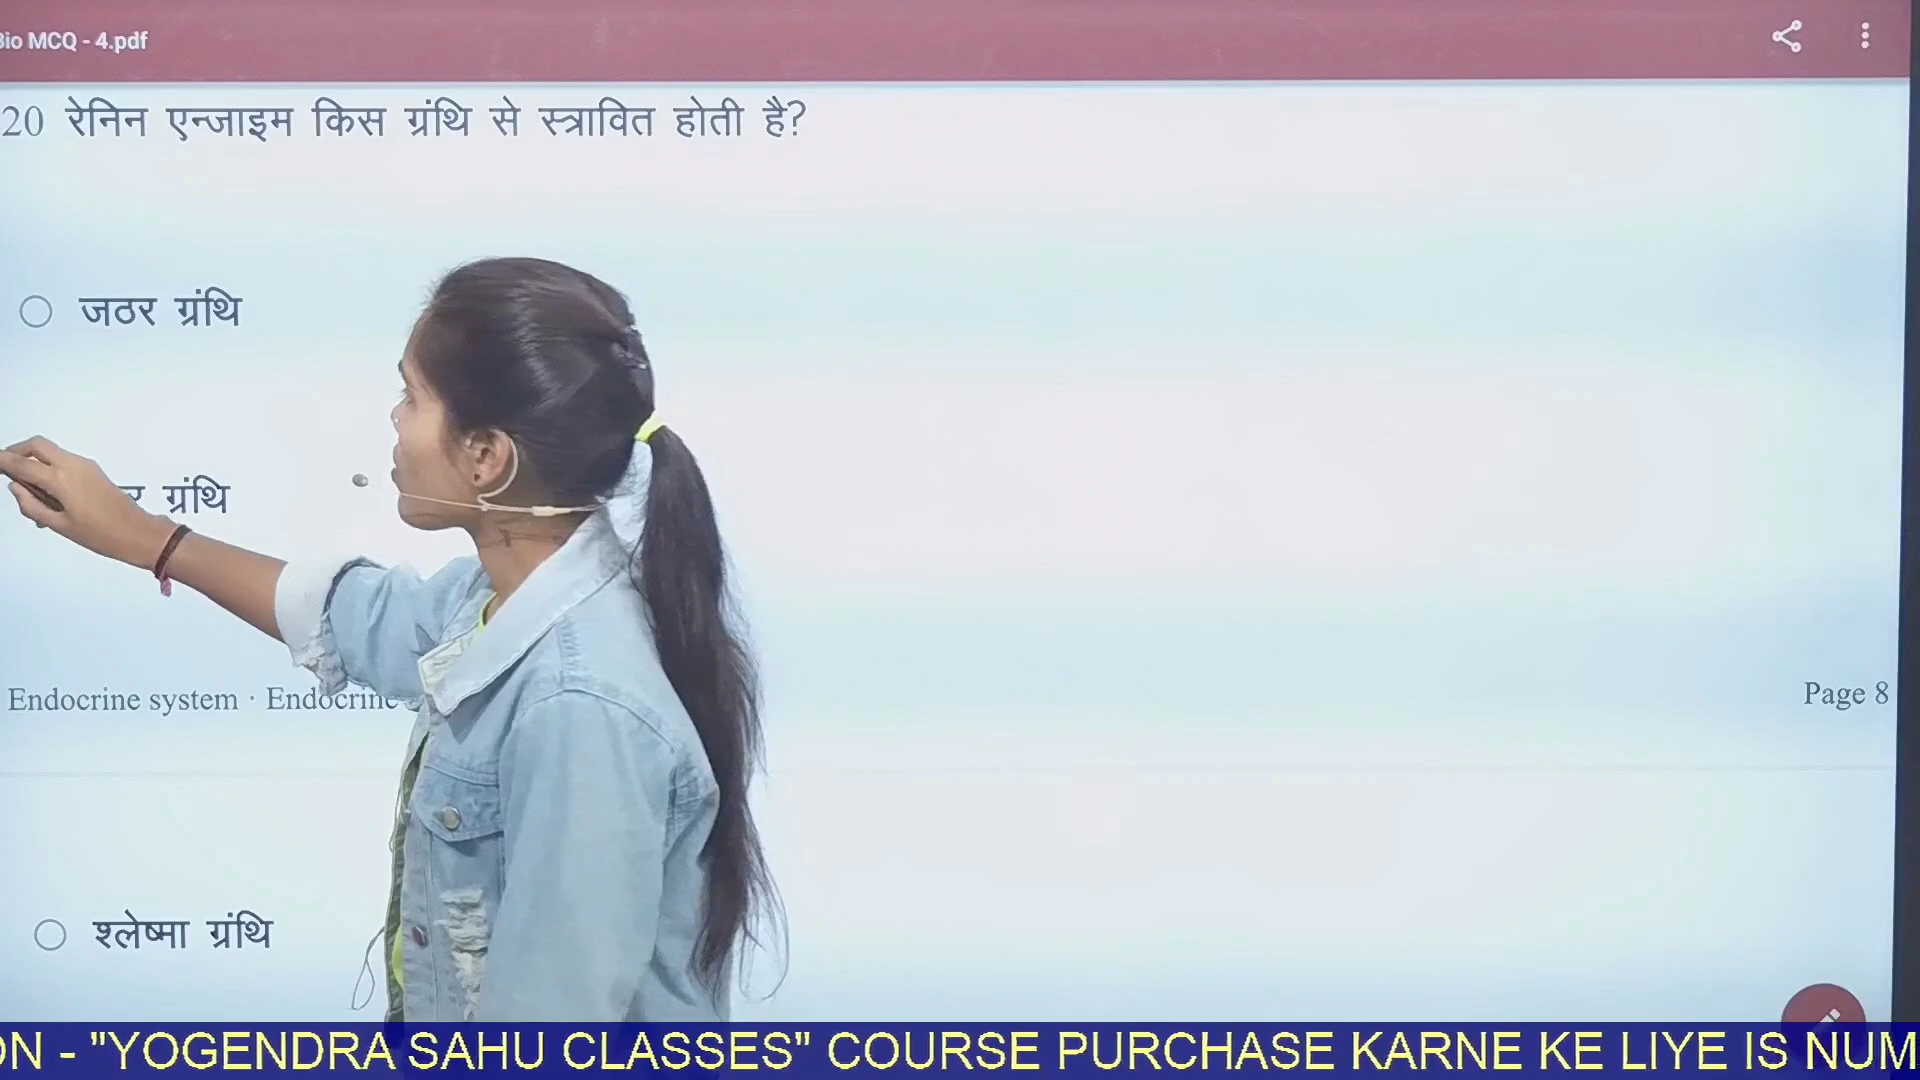 Bio MCQ - 4.pdf
20 रेनिन एन्जाइम किस ग्रंथि से स्त्रावित होती है?
जठर ग्रंथि
ग्रंथि
Endocrine system · Endocrine
Page 8
श्लेष्मा ग्रंथि
- "YOGENDRA SAHU CLASSES" COURSE PURCHASE KARNE KE LIYE IS